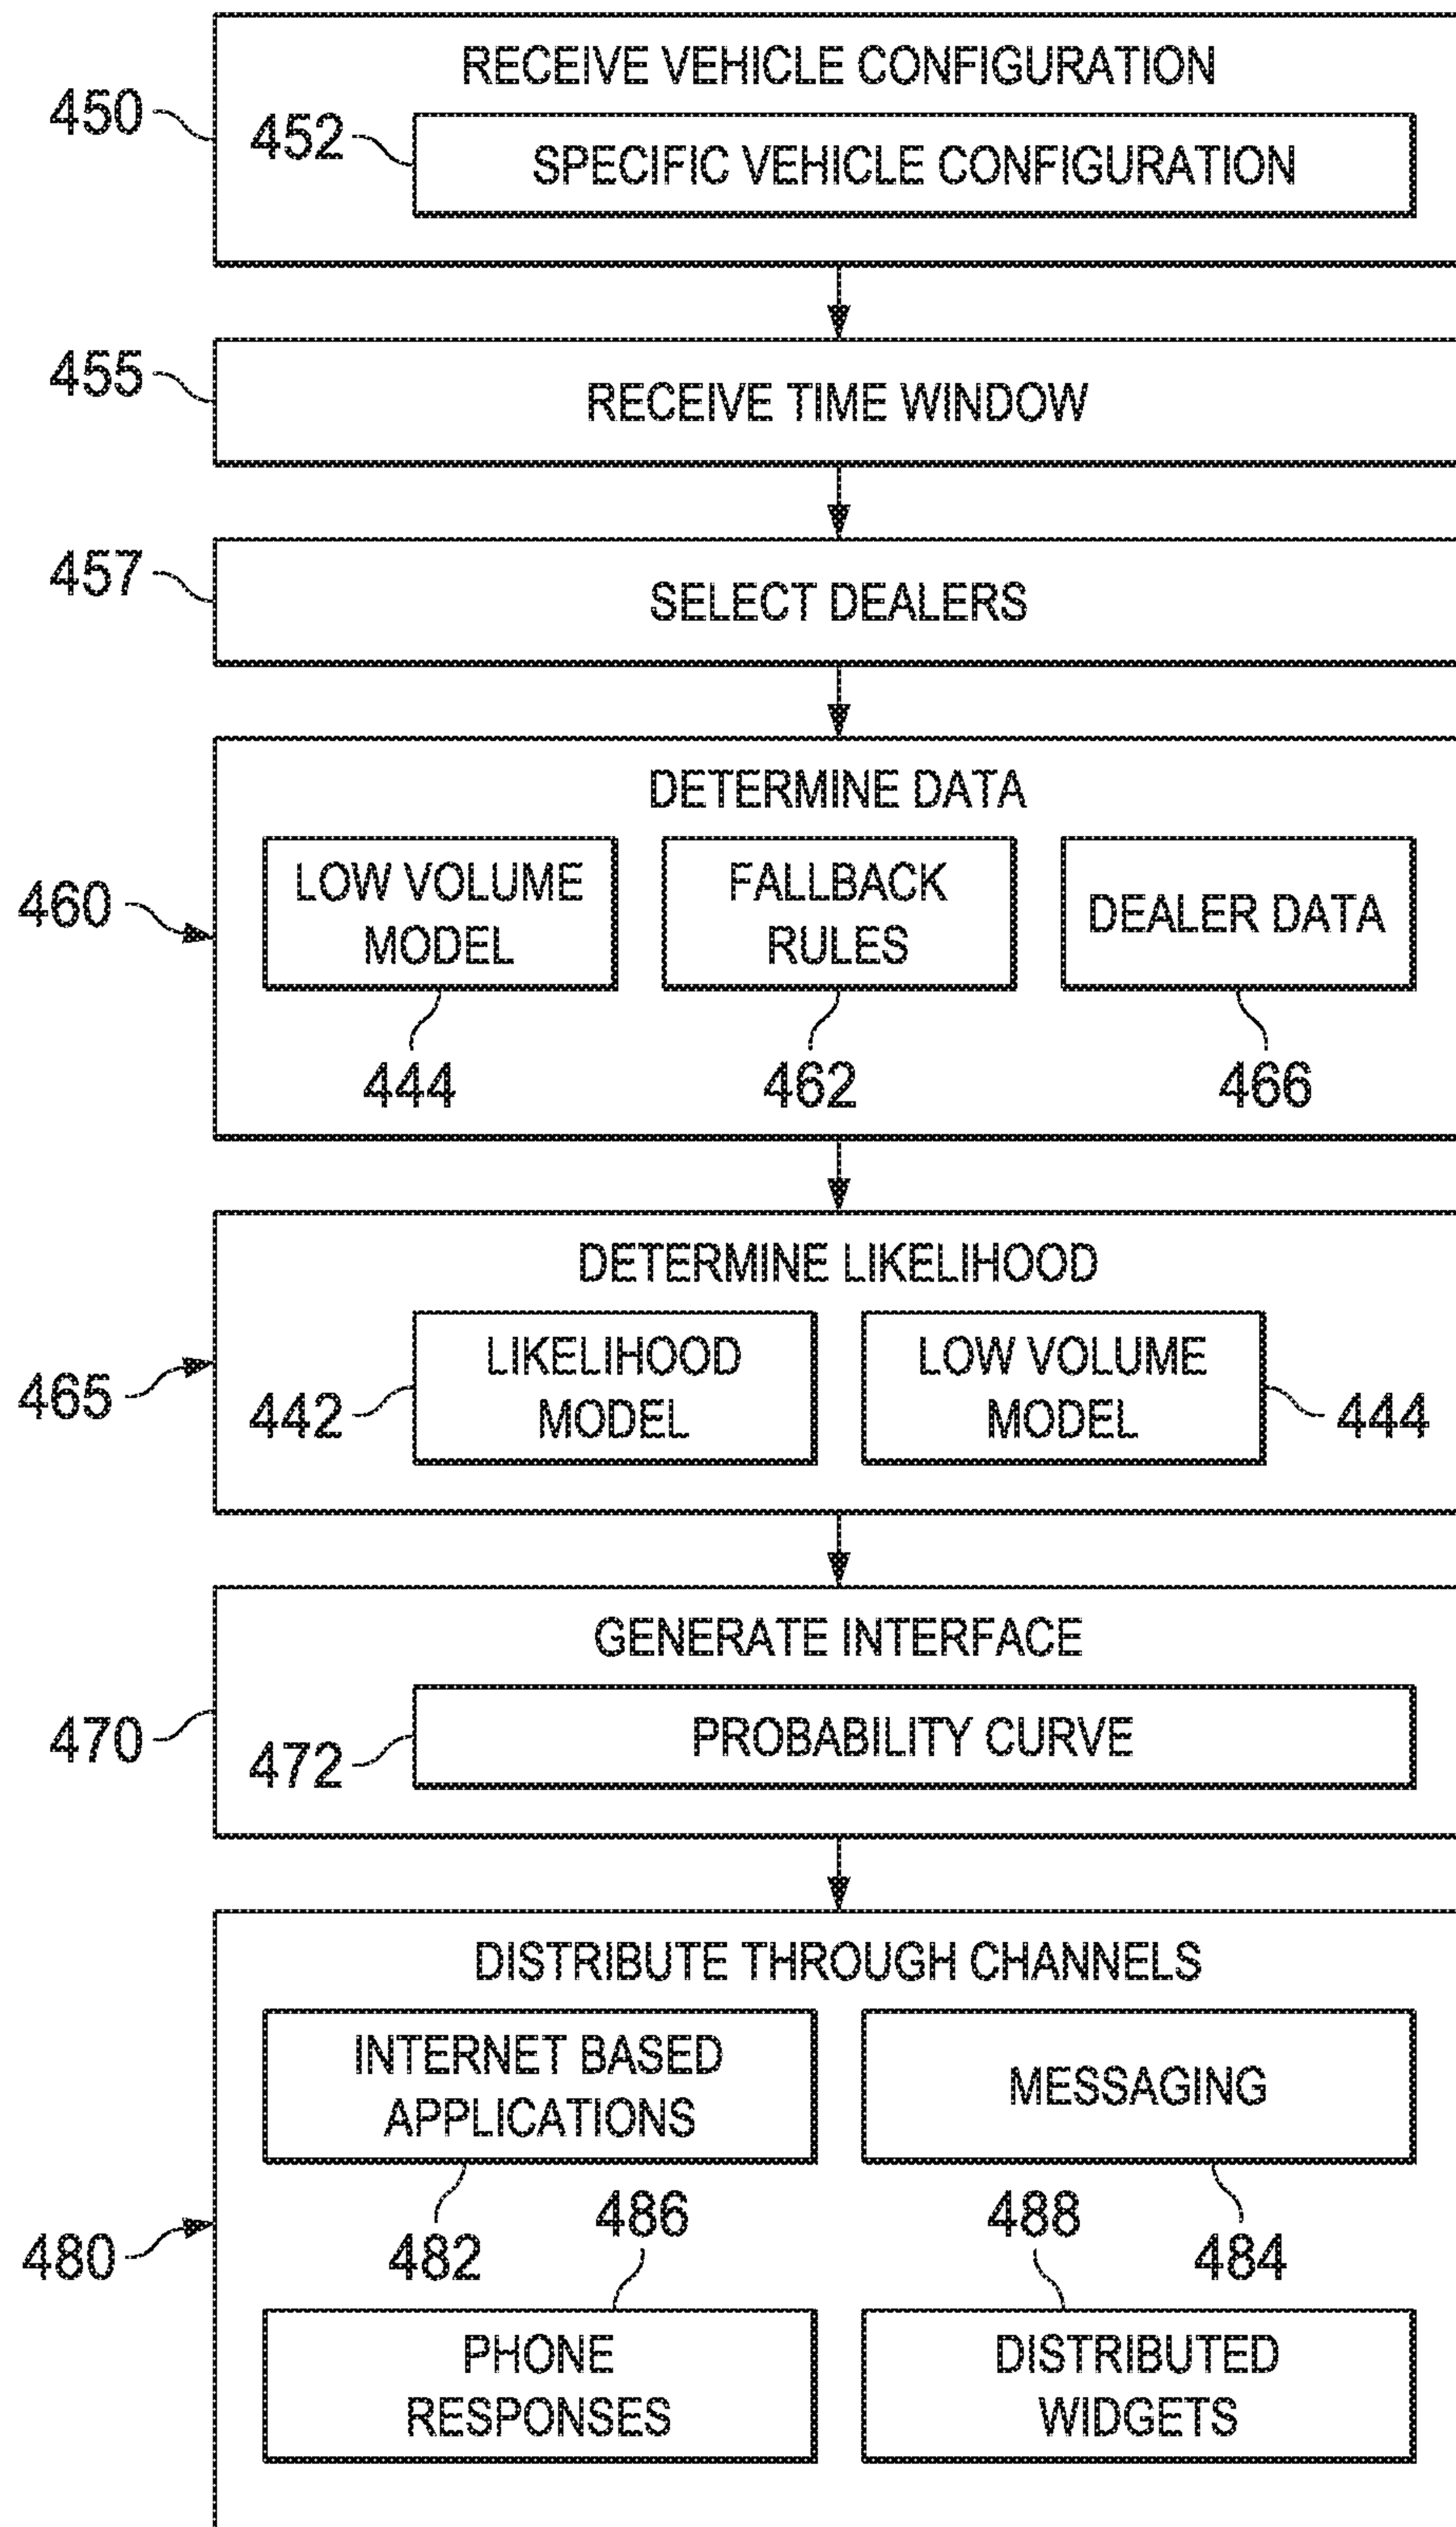 RECEIVE VEHICLE CONFIGURATION
450
452
SPECIFIC VEHICLE CONFIGURATION
455
RECEIVE TIME WINDOW
457
SELECT DEALERS
DETERMINE DATA
460
LOW VOLUME
MODEL
FALLBACK
RULES
DEALER DATA
444
462
466
DETERMINE LIKELIHOOD
465
442
LIKELIHOOD
MODEL
LOW VOLUME
MODEL
444
GENERATE INTERFACE
470
472
PROBABILITY CURVE
DISTRIBUTE THROUGH CHANNELS
INTERNET BASED
APPLICATIONS
MESSAGING
480
482
486
488
484
PHONE
RESPONSES
DISTRIBUTED
WIDGETS